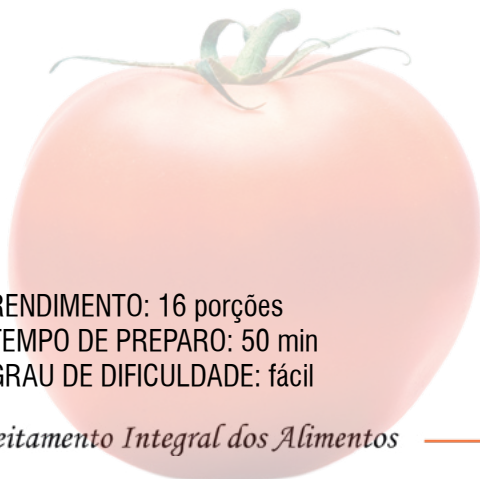 RENDIMENTO: 16 porções
TEMPO DE PREPARO: 50 min
GRAU DE DIFICULDADE: fácil
eitamento Integral dos Alimentos